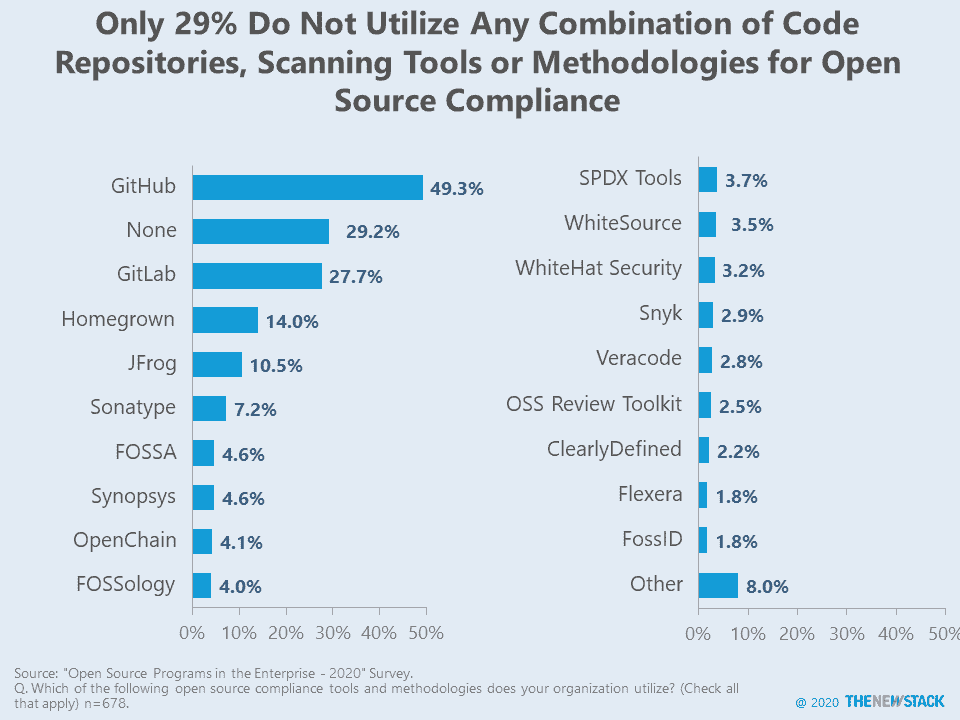 Only 29% Do Not Utilize Any Combination of Code
Repositories, Scanning Tools or Methodologies for Open
Source Compliance
GitHub 49.3%
None 29.2%
GitLab 27.7%
Homegrown 14.0%
JFrog 10.5%
Sonatype 7.2%
FOSSA 4.6%
Synopsys 4.6%
OpenChain 4.1%
FOSSology 4.0%
0% 10% 20% 30% 40% 50%
SPDX Tools 3.7%
WhiteSource 3.5%
WhiteHat Security 3.2%
Snyk 2.9%
Veracode 2.8%
OSS Review Toolkit 2.5%
ClearlyDefined 2.2%
Flexera 1.8%
FossID 1.8%
Other 8.0%
0% 10% 20% 30% 40% 50%
Source: "Open Source Programs in the Enterprise - 2020" Survey.
Q. Which of the following open source compliance tools and methodologies does your organization utilize? (Check all
that apply) n=678.
@ 2020 THENEWSTACK